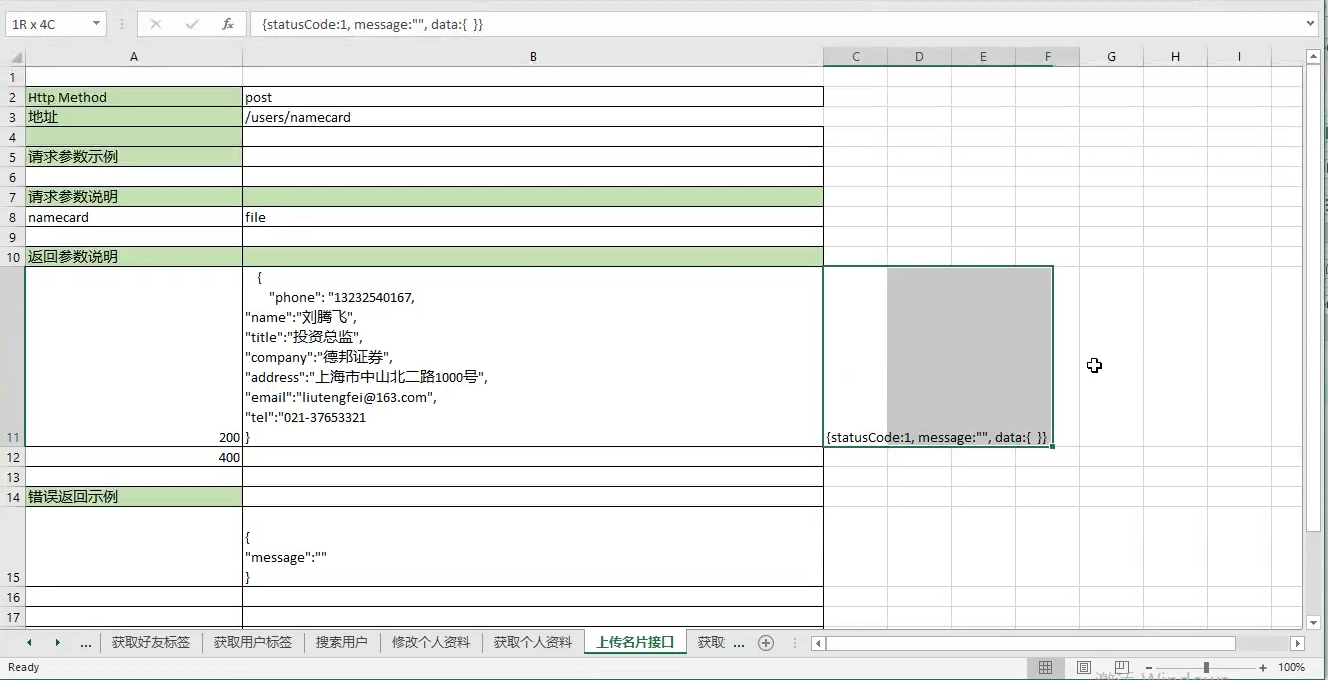 1R x 4C
fx
{statusCode:1, message:"", data:{ }}
A B C D E F G H I
1
2 Http Method post
3 地址 /users/namecard
4
5 请求参数示例
6
7 请求参数说明
8 namecard file
9
10 返回参数说明
{
"phone": "13232540167,
"name":"刘腾飞",
"title":"投资总监",
"company":"德邦证券",
"address":"上海市中山北二路1000号",
"email":"liutengfei@163.com",
"tel":"021-37653321
11 200 } {statusCode:1, message:"", data:{ }}
12 400
13
14 错误返回示例
{
"message":""
15 }
16
17
... 获取好友标签 获取用户标签 搜索用户 修改个人资料 获取个人资料 上传名片接口 获取 ...
Ready 100%